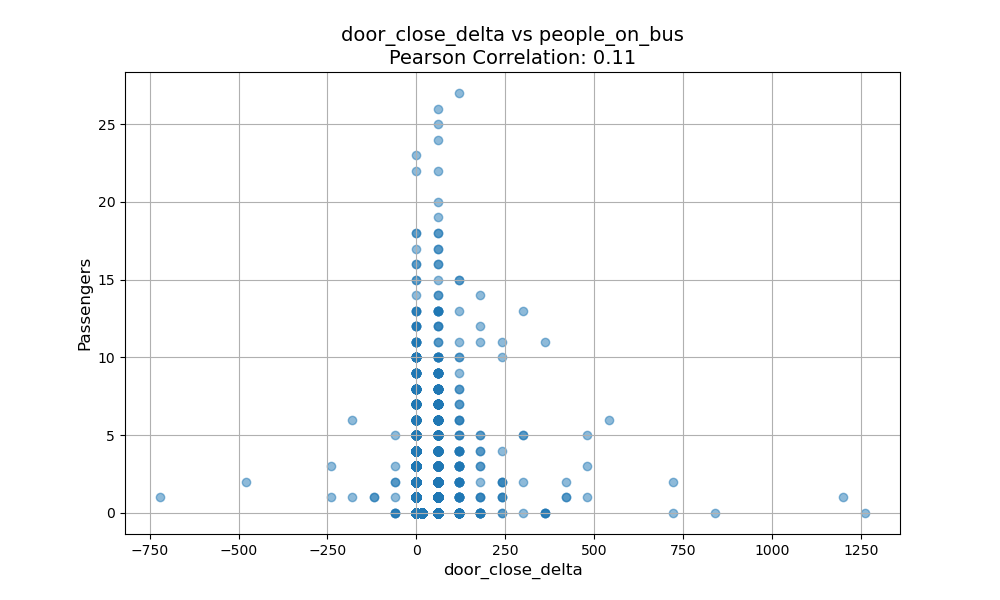 door_close_delta vs people_on_bus
Pearson Correlation: 0.11
Passengers
25
20
15
10
5
0
−750 −500 −250 0 250 500 750 1000 1250
door_close_delta